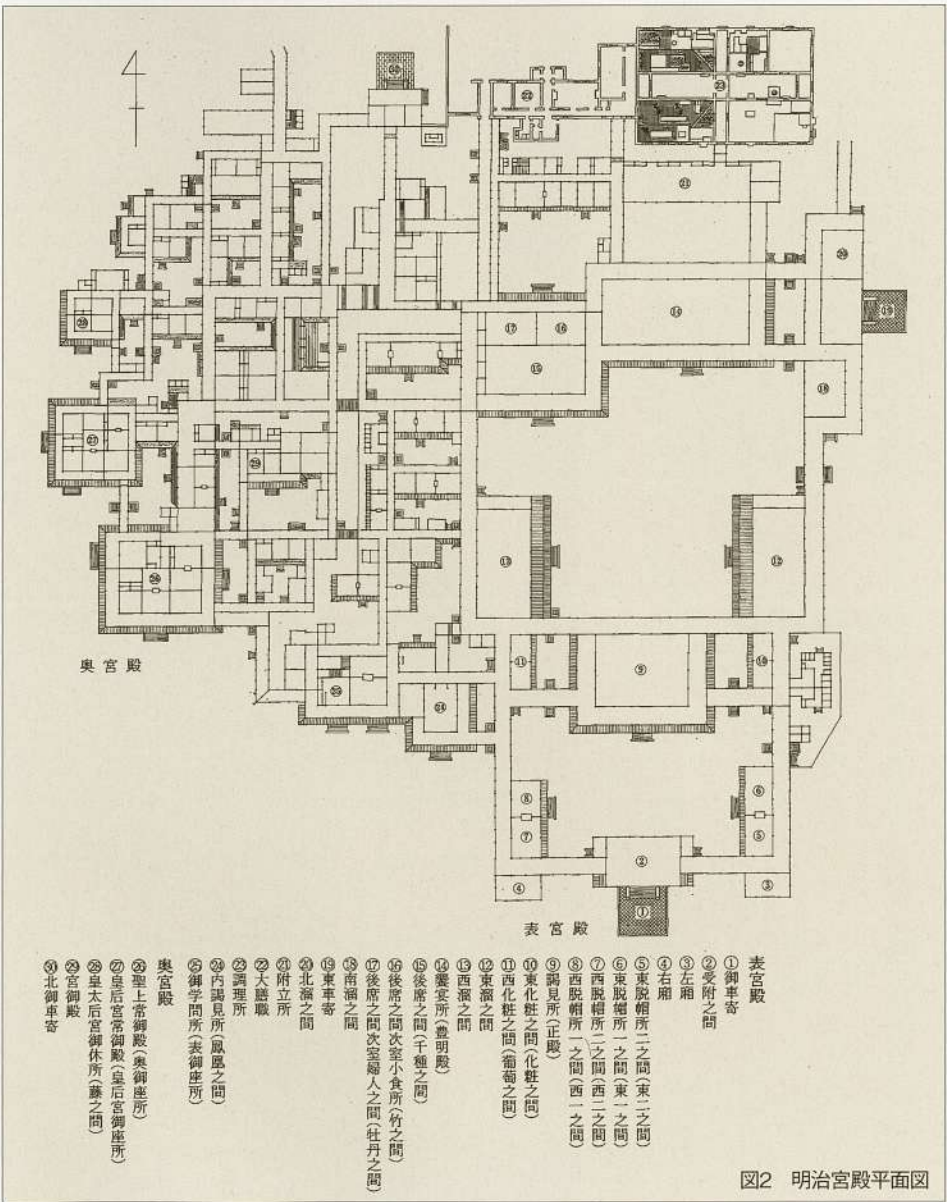 奥宮殿
表宮殿
表宮殿
①御車寄
②受附之間
③左廂
④右廂
⑤東脱帽所二之間(東二之間)
⑥東脱帽所一之間(東一之間)
⑦西脱帽所二之間(西二之間)
⑧西脱帽所一之間(西一之間)
⑨謁見所(正殿)
⑩東化粧之間(化粧之間)
⑪西化粧之間(葡萄之間)
⑫東溜之間
⑬西溜之間
⑭饗宴所(豊明殿)
⑮後席之間(千種之間)
⑯後席之間次室小食所(竹之間)
⑰後席之間次室婦人之間(牡丹之間)
⑱南溜之間
⑲東車寄
⑳北溜之間
㉑附立所
㉒大膳職
㉓調理所
㉔内謁見所(鳳凰之間)
㉕御学問所(表御座所)
奥宮殿
㉖聖上常御殿(奥御座所)
㉗皇后宮常御殿(皇后宮御座所)
㉘皇太后宮御休所(藤之間)
㉙宮御殿
㉚北御車寄
図2 明治宮殿平面図